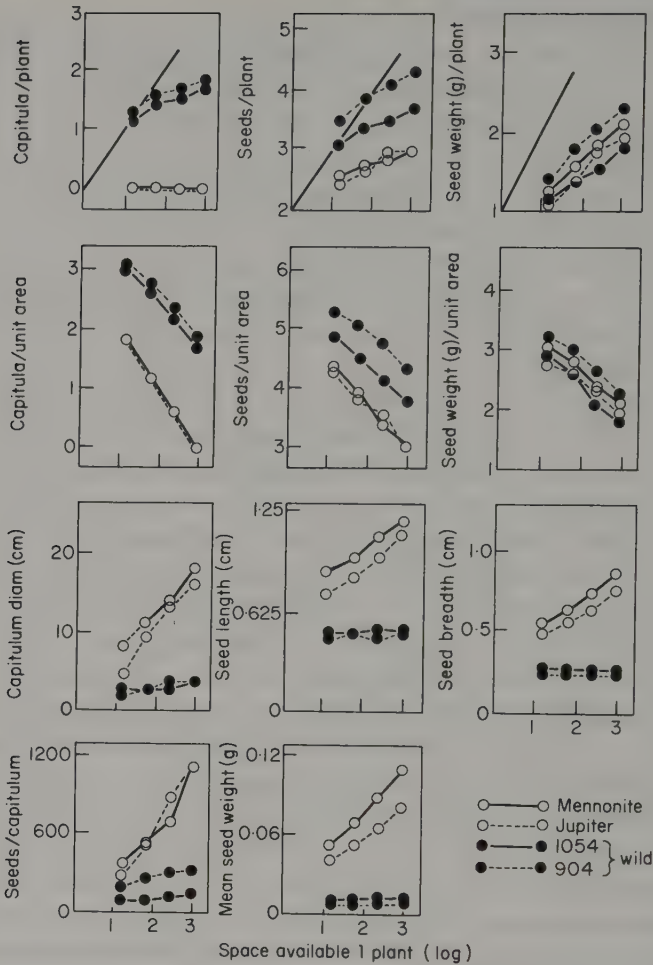 Capitula/plant
3
2
1
0
Seeds/plant
5
4
3
2
Seed weight (g)/plant
3
2
1
Capitula/unit area
3
2
1
0
Seeds/unit area
6
5
4
3
Seed weight (g)/unit area
4
3
2
1
Capitulum diam (cm)
20
10
0
Seed length (cm)
1·25
0·625
0
Seed breadth (cm)
1·0
0·5
0
Seeds/capitulum
1200
600
0
1 2 3
Mean seed weight (g)
0·12
0·06
0
1 2 3
1 2 3
Mennonite
Jupiter
1054
904
wild
Space available 1 plant (log)